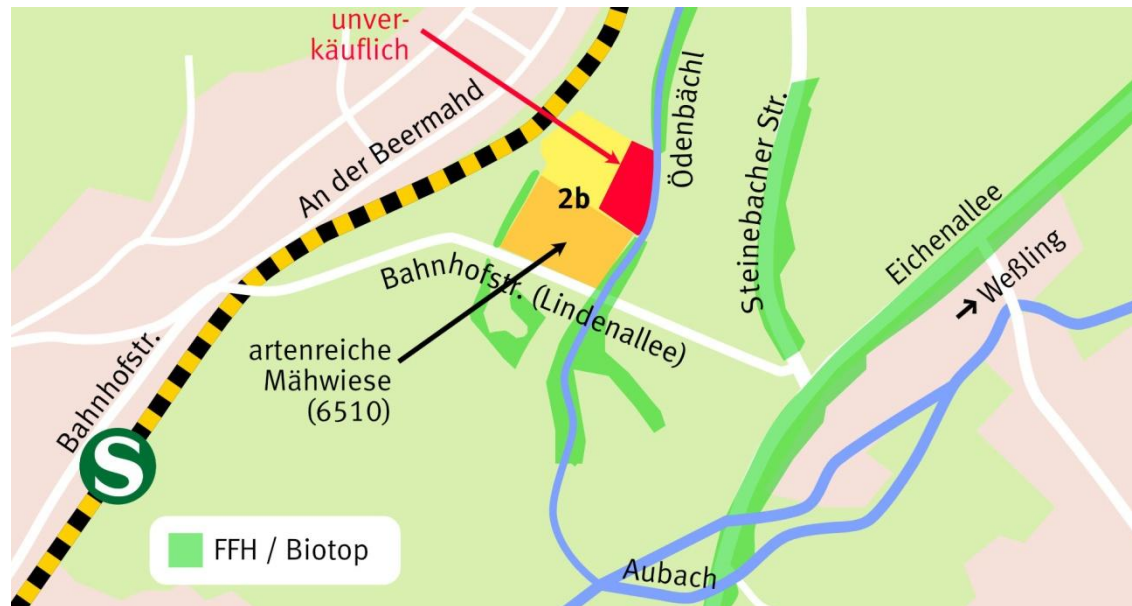 unver-
käuflich
An der Beermahd
Ödenbächl
Steinebacher Str.
Eichenallee
→ Weßling
2b
Bahnhofstr. (Lindenallee)
artenreiche
Mähwiese
(6510)
Bahnhofstr.
S
FFH / Biotop
Aubach